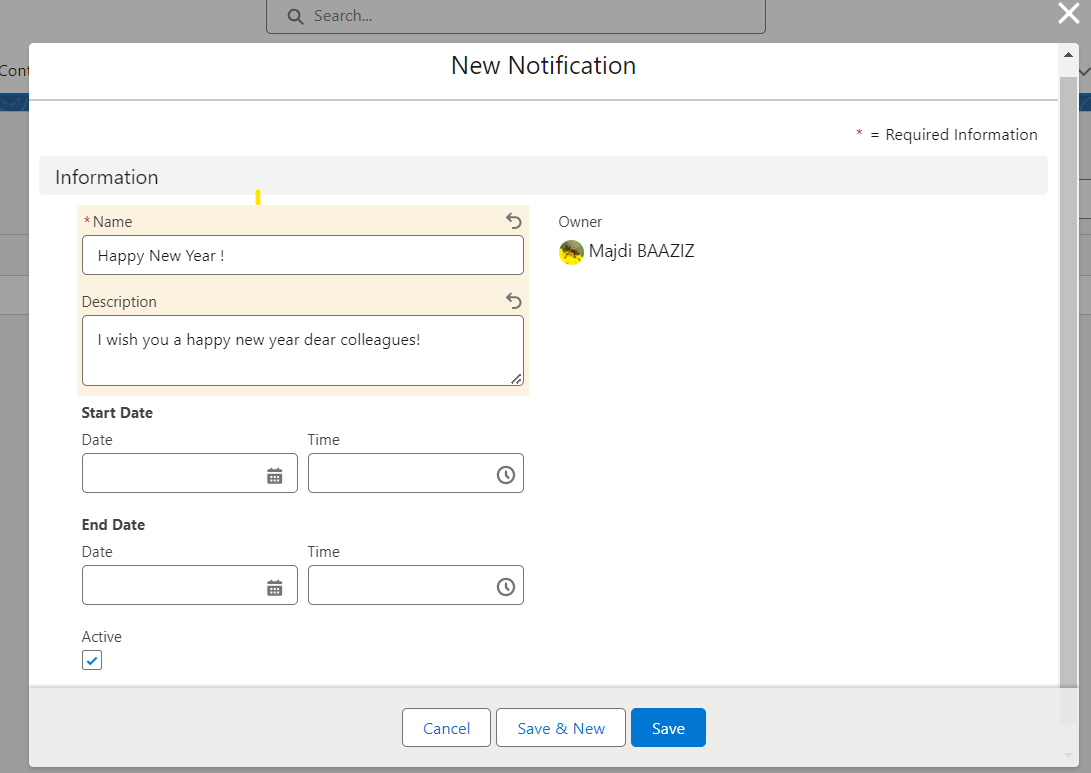 Search...
Cont
New Notification
* = Required Information
Information
*Name
Happy New Year !
Owner
Majdi BAAZIZ
Description
I wish you a happy new year dear colleagues!
Start Date
Date Time
End Date
Date Time
Active
Cancel Save & New Save